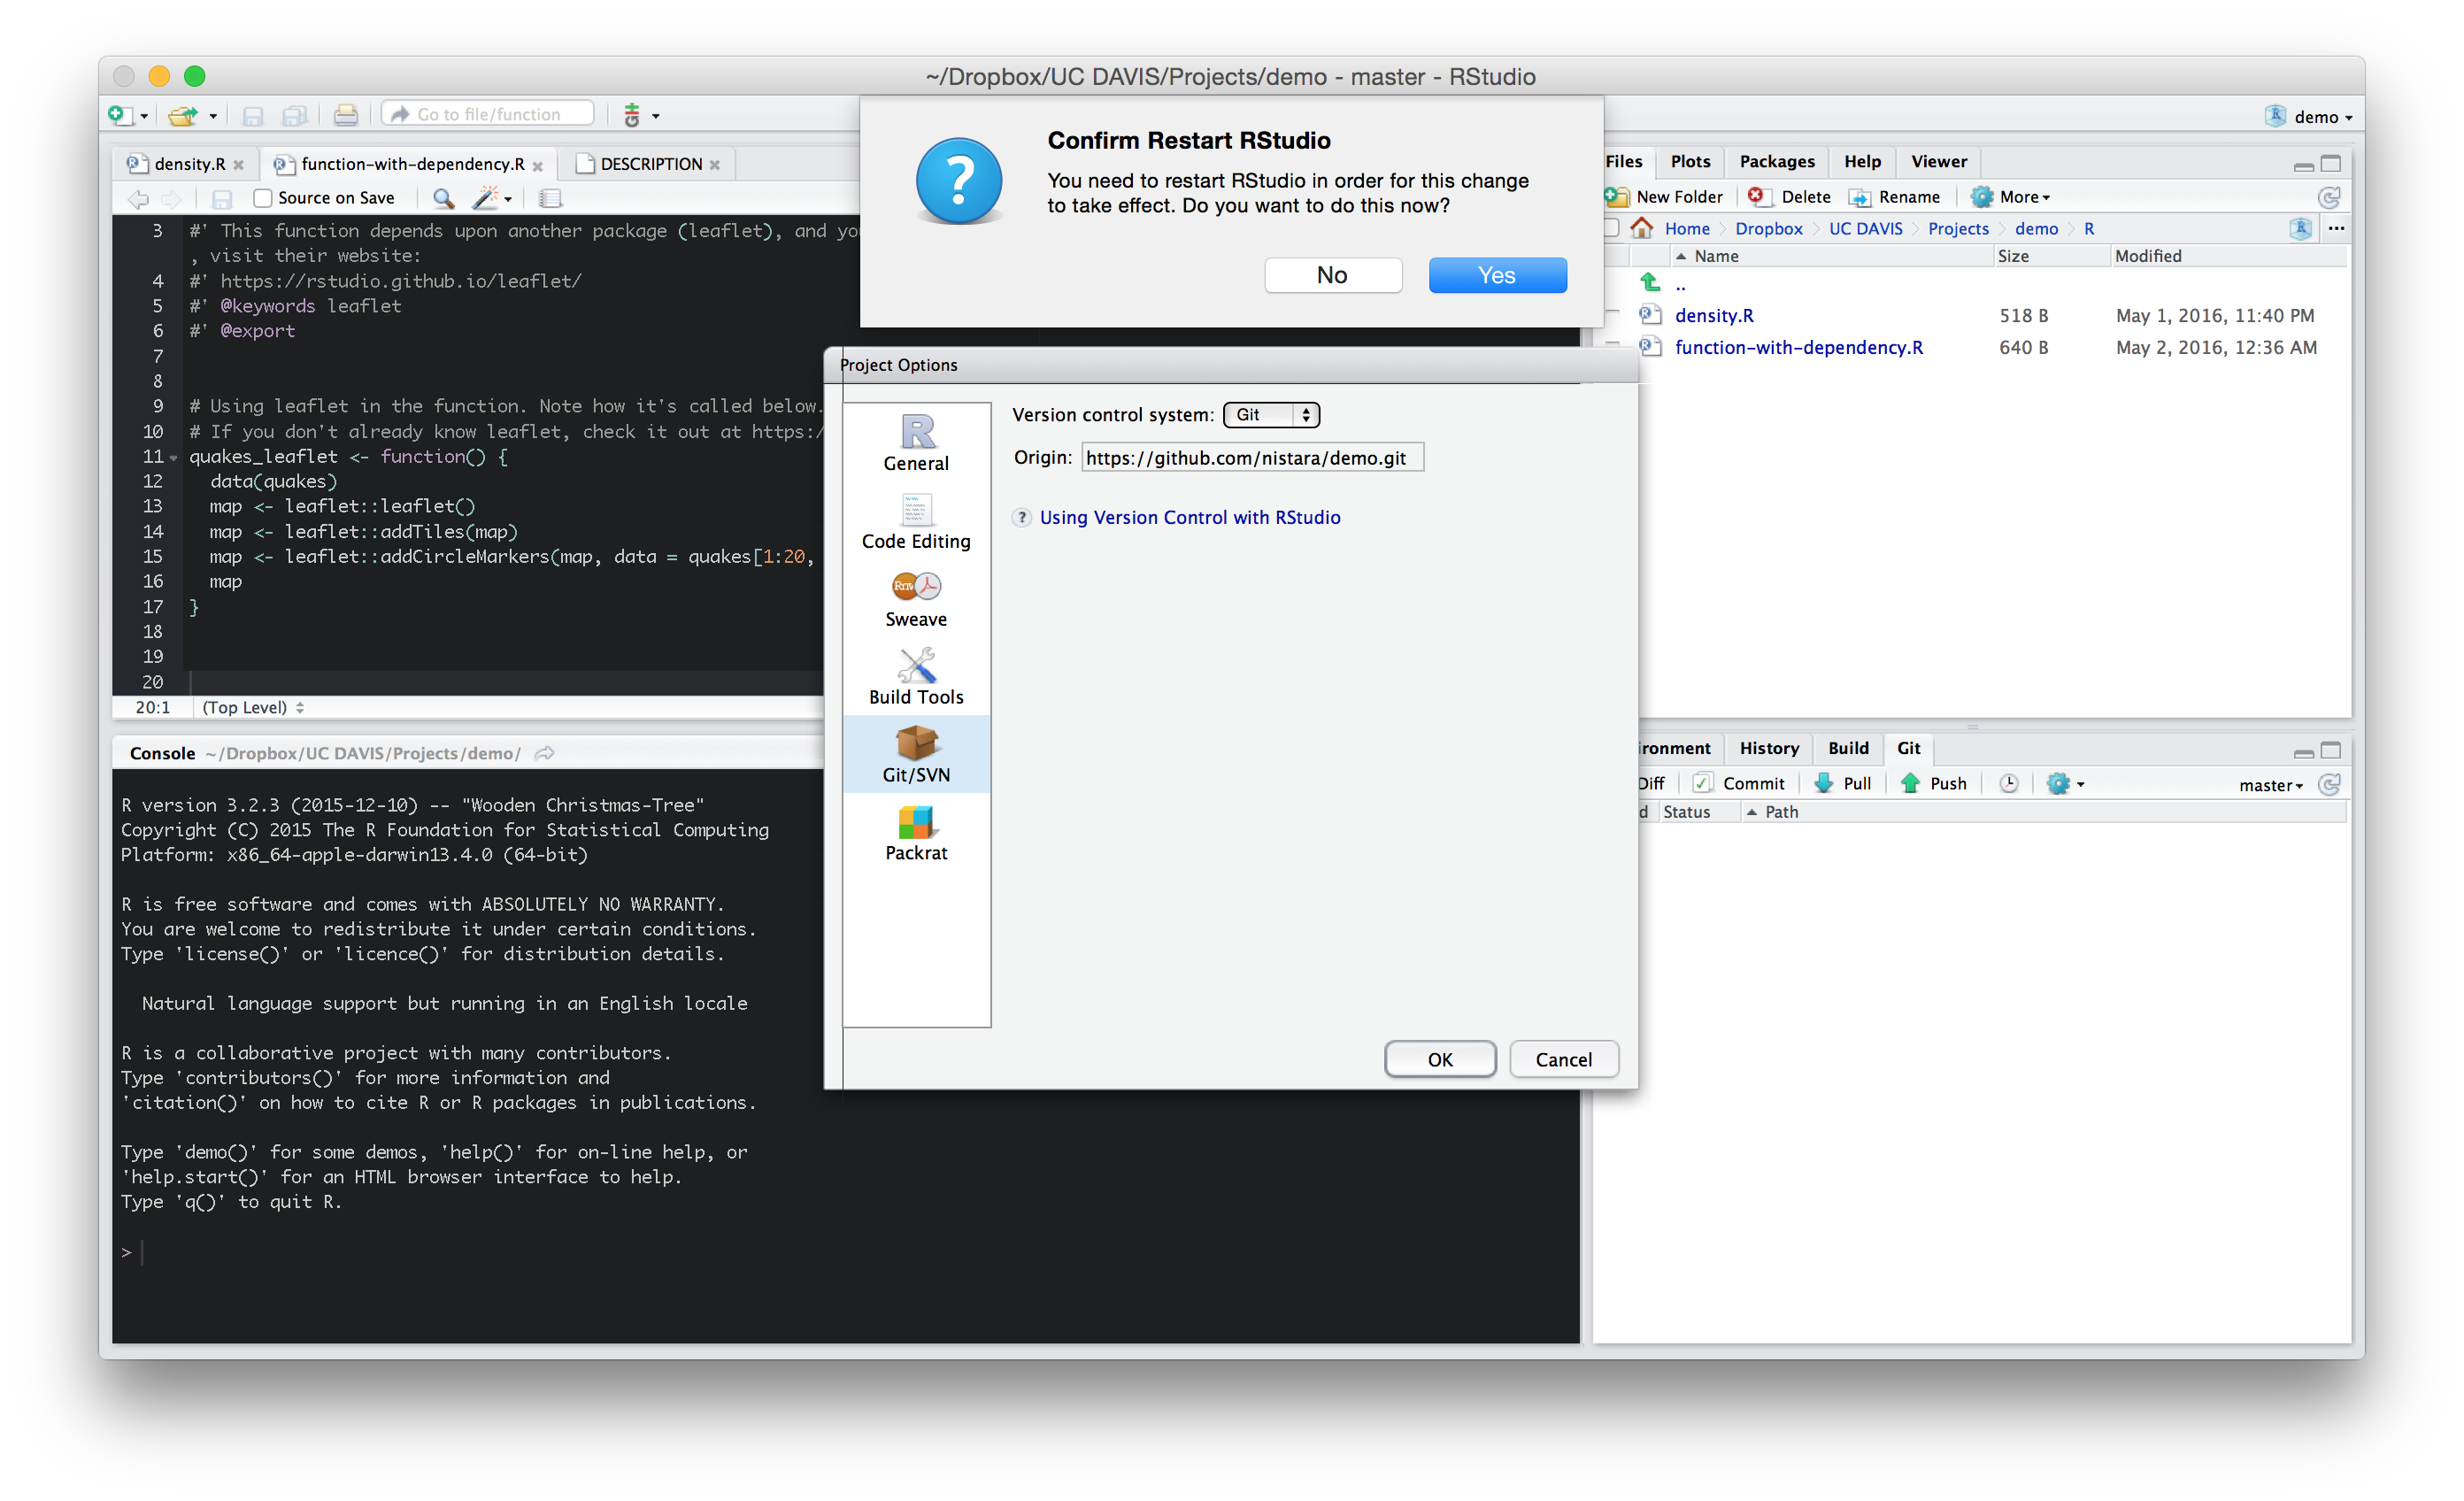 ~/Dropbox/UC DAVIS/Projects/demo - master - RStudio
Go to file/function
demo
Confirm Restart RStudio
You need to restart RStudio in order for this change
to take effect. Do you want to do this now?
No
Yes
density.R
function-with-dependency.R
DESCRIPTION
Source on Save
3 #' This function depends upon another package (leaflet), and
, visit their website:
4 #' https://rstudio.github.io/leaflet/
5 #' @keywords leaflet
6 #' @export
7
8
9 # Using leaflet in the function. Note how it's called below.
10 # If you don't already know leaflet, check it out at https:/
11 quakes_leaflet <- function() {
12 data(quakes)
13 map <- leaflet::leaflet()
14 map <- leaflet::addTiles(map)
15 map <- leaflet::addCircleMarkers(map, data = quakes[1:20,
16 map
17 }
18
19
20
20:1 (Top Level)
Project Options
General
Code Editing
Sweave
Build Tools
Git/SVN
Packrat
Version control system: Git
Origin: https://github.com/nistara/demo.git
? Using Version Control with RStudio
OK
Cancel
Files Plots Packages Help Viewer
New Folder Delete Rename More
Home Dropbox UC DAVIS Projects demo R
Name Size Modified
..
density.R 518 B May 1, 2016, 11:40 PM
function-with-dependency.R 640 B May 2, 2016, 12:36 AM
Console ~/Dropbox/UC DAVIS/Projects/demo/
R version 3.2.3 (2015-12-10) -- "Wooden Christmas-Tree"
Copyright (C) 2015 The R Foundation for Statistical Computing
Platform: x86_64-apple-darwin13.4.0 (64-bit)
R is free software and comes with ABSOLUTELY NO WARRANTY.
You are welcome to redistribute it under certain conditions.
Type 'license()' or 'licence()' for distribution details.
Natural language support but running in an English locale
R is a collaborative project with many contributors.
Type 'contributors()' for more information and
'citation()' on how to cite R or R packages in publications.
Type 'demo()' for some demos, 'help()' for on-line help, or
'help.start()' for an HTML browser interface to help.
Type 'q()' to quit R.
>
ironment History Build Git
Diff Commit Pull Push master
d Status Path